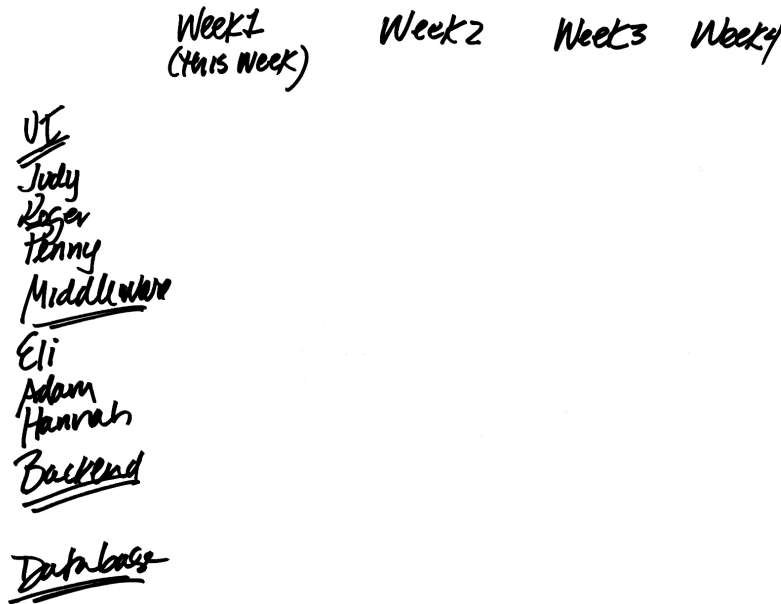 Week1 Week2 Week3 Week4
(this week)
UI
Judy
Roger
Penny
Middleware
Eli
Adam
Hannah
Backend
Database